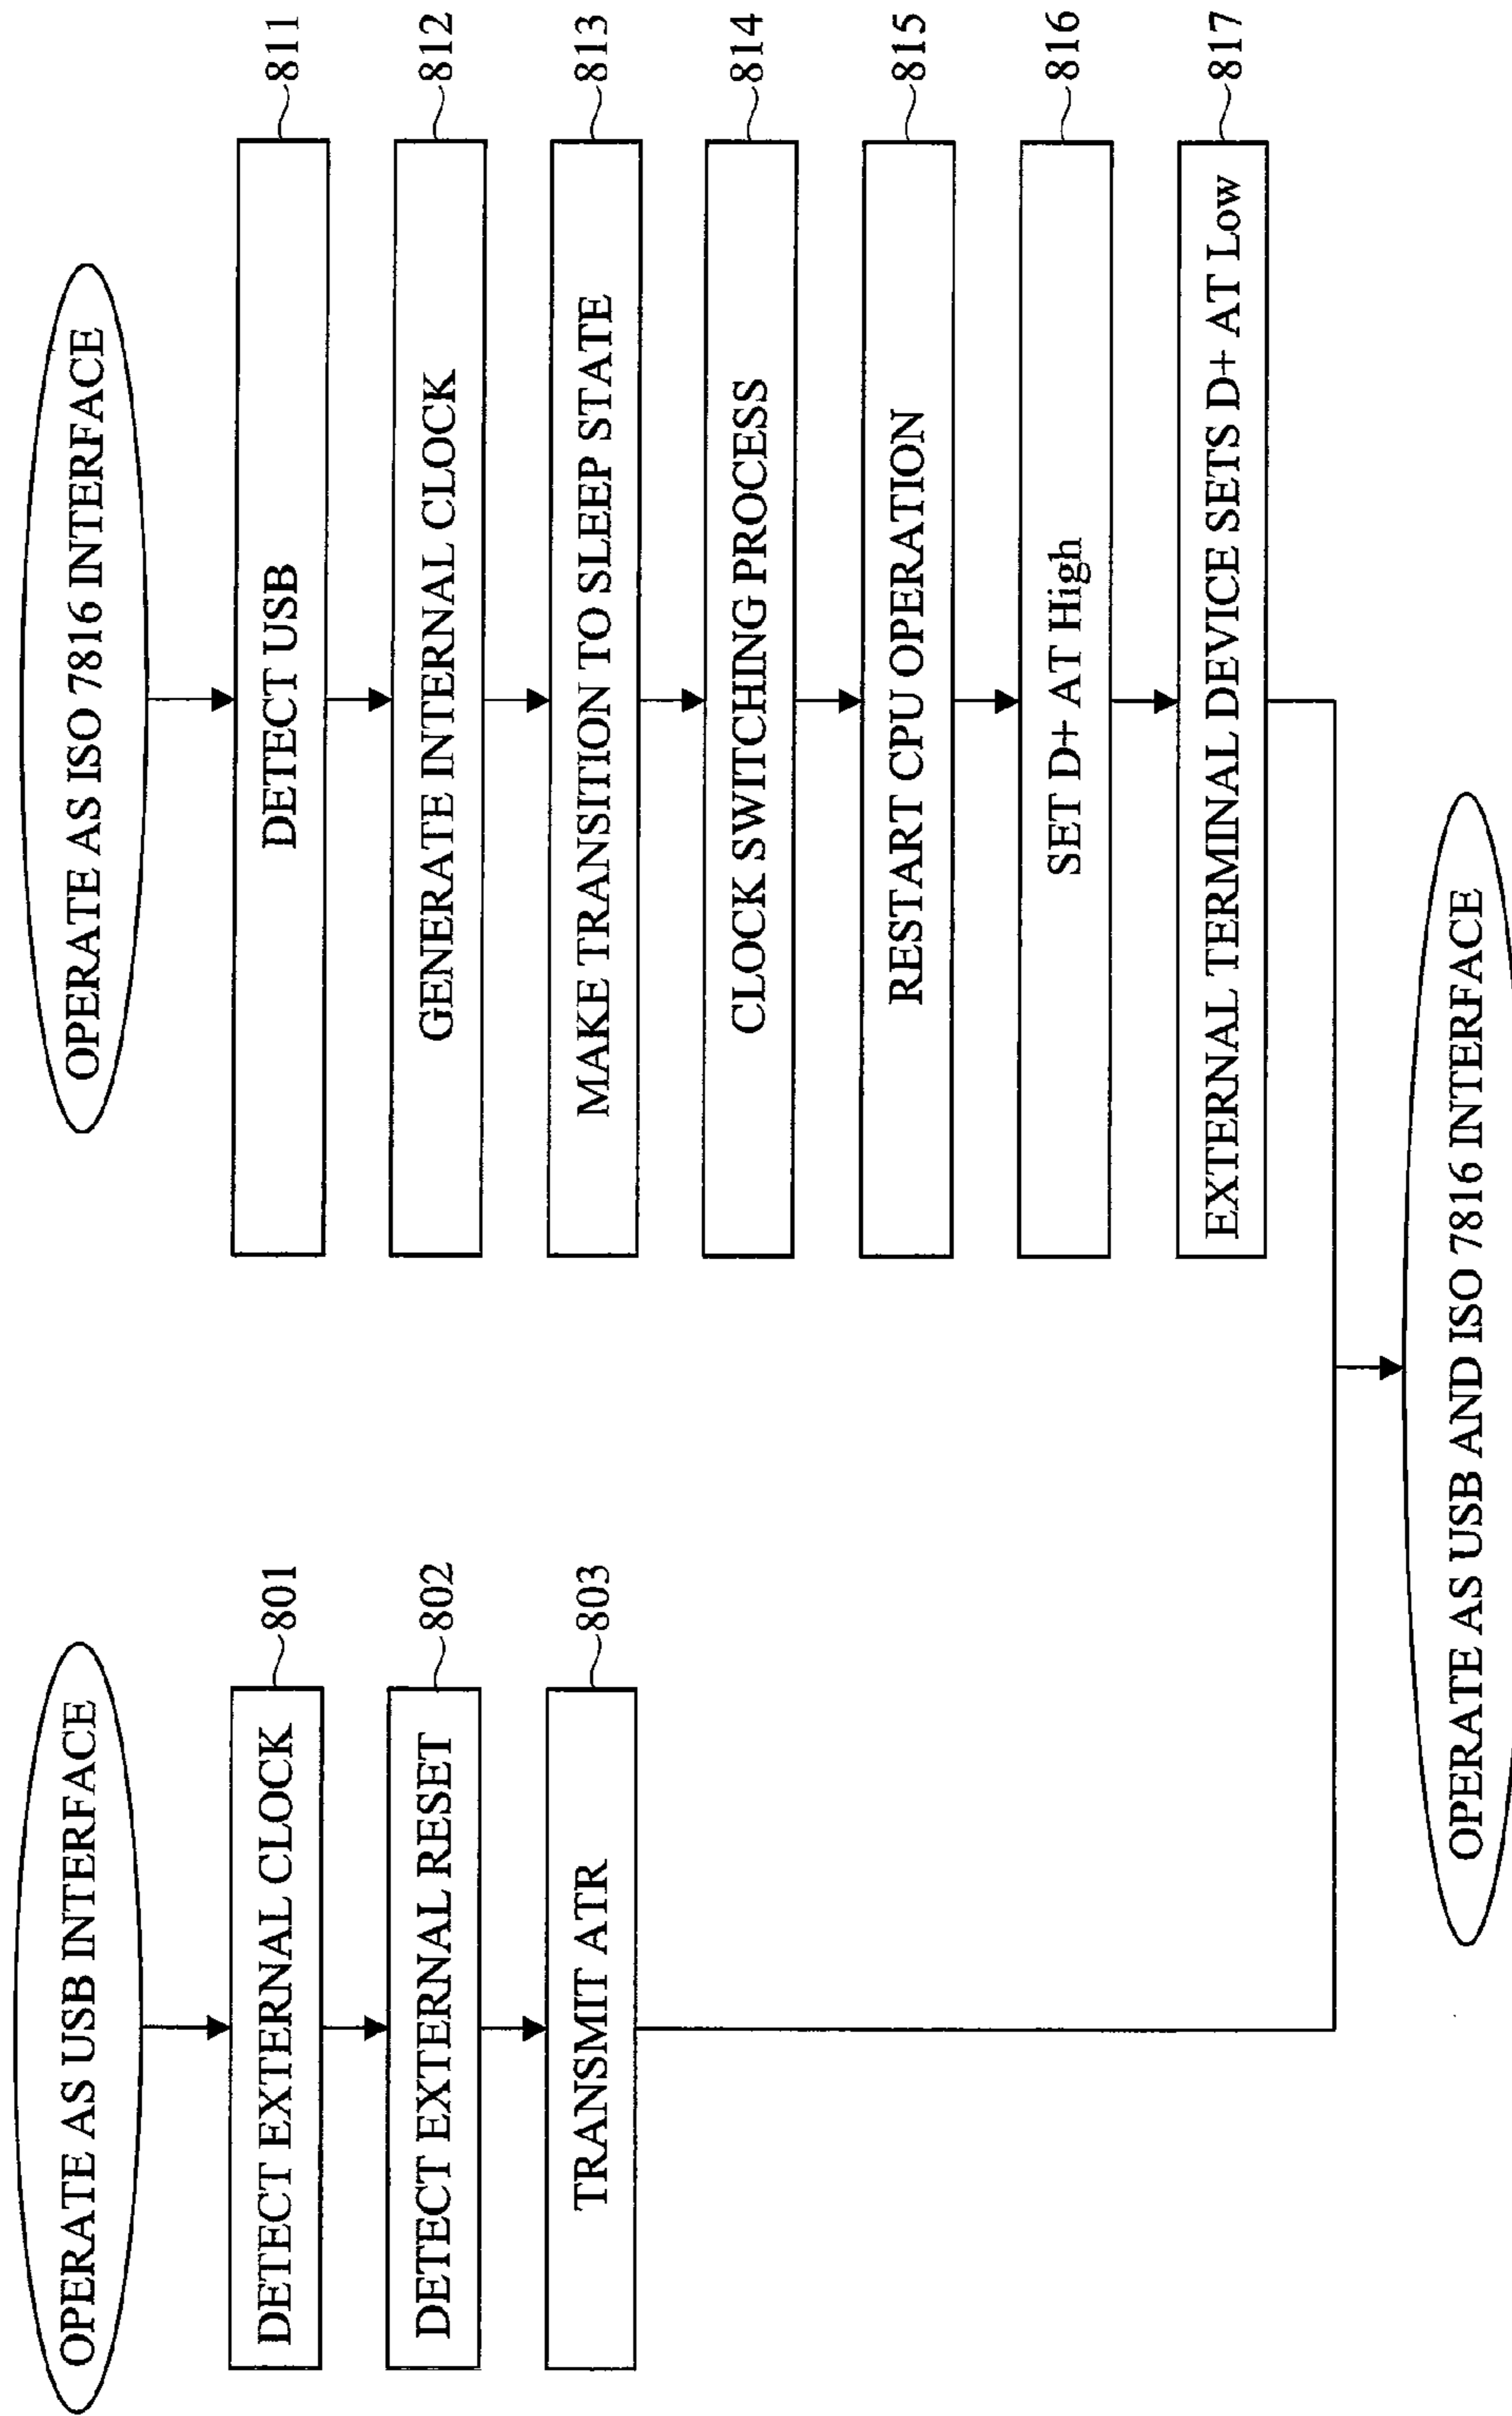 OPERATE AS USB INTERFACE
DETECT EXTERNAL CLOCK
801
DETECT EXTERNAL RESET
802
TRANSMIT ATR
803
OPERATE AS ISO 7816 INTERFACE
DETECT USB
811
GENERATE INTERNAL CLOCK
812
MAKE TRANSITION TO SLEEP STATE
813
CLOCK SWITCHING PROCESS
814
RESTART CPU OPERATION
815
SET D+ AT High
816
EXTERNAL TERMINAL DEVICE SETS D+ AT Low
817
OPERATE AS USB AND ISO 7816 INTERFACE